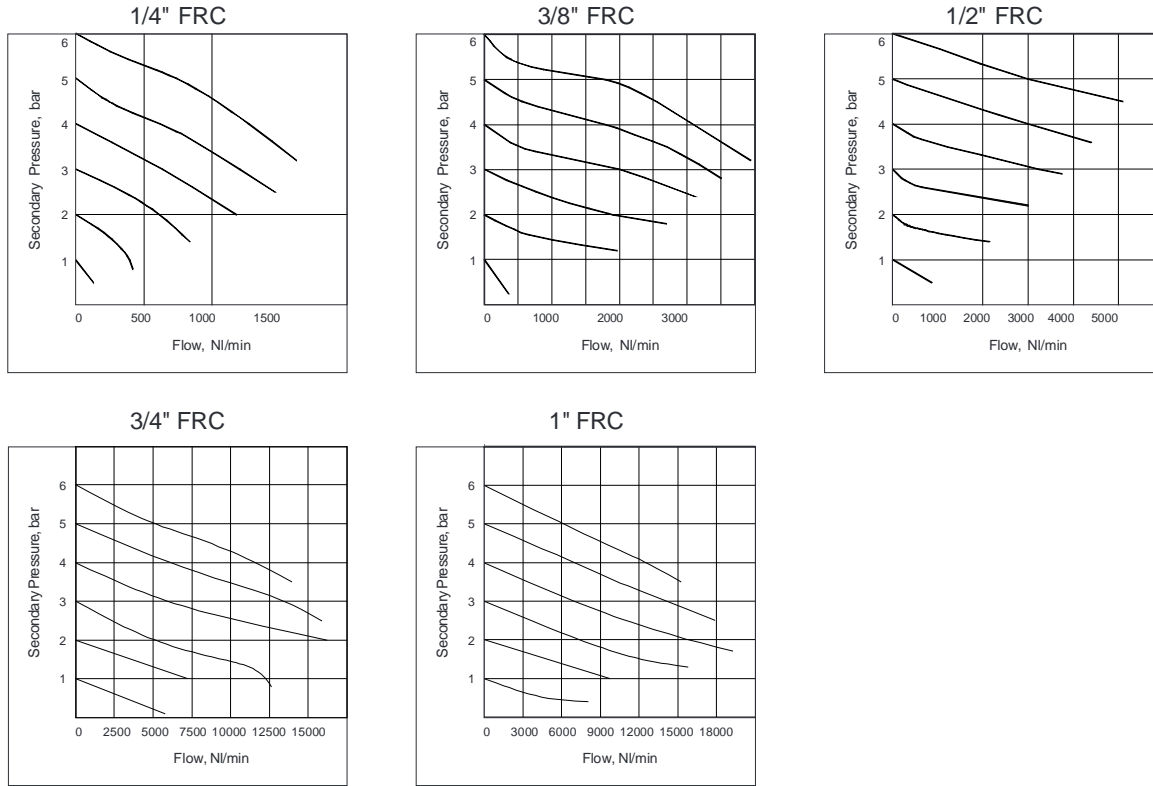 1/4" FRC
6
5
4
3
2
1
Secondary Pressure, bar
0 500 1000 1500
Flow, Nl/min
3/8" FRC
6
5
4
3
2
1
Secondary Pressure, bar
0 1000 2000 3000
Flow, Nl/min
1/2" FRC
6
5
4
3
2
1
Secondary Pressure, bar
0 1000 2000 3000 4000 5000
Flow, Nl/min
3/4" FRC
6
5
4
3
2
1
Secondary Pressure, bar
0 2500 5000 7500 10000 12500 15000
Flow, Nl/min
1" FRC
6
5
4
3
2
1
Secondary Pressure, bar
0 3000 6000 9000 12000 15000 18000
Flow, Nl/min